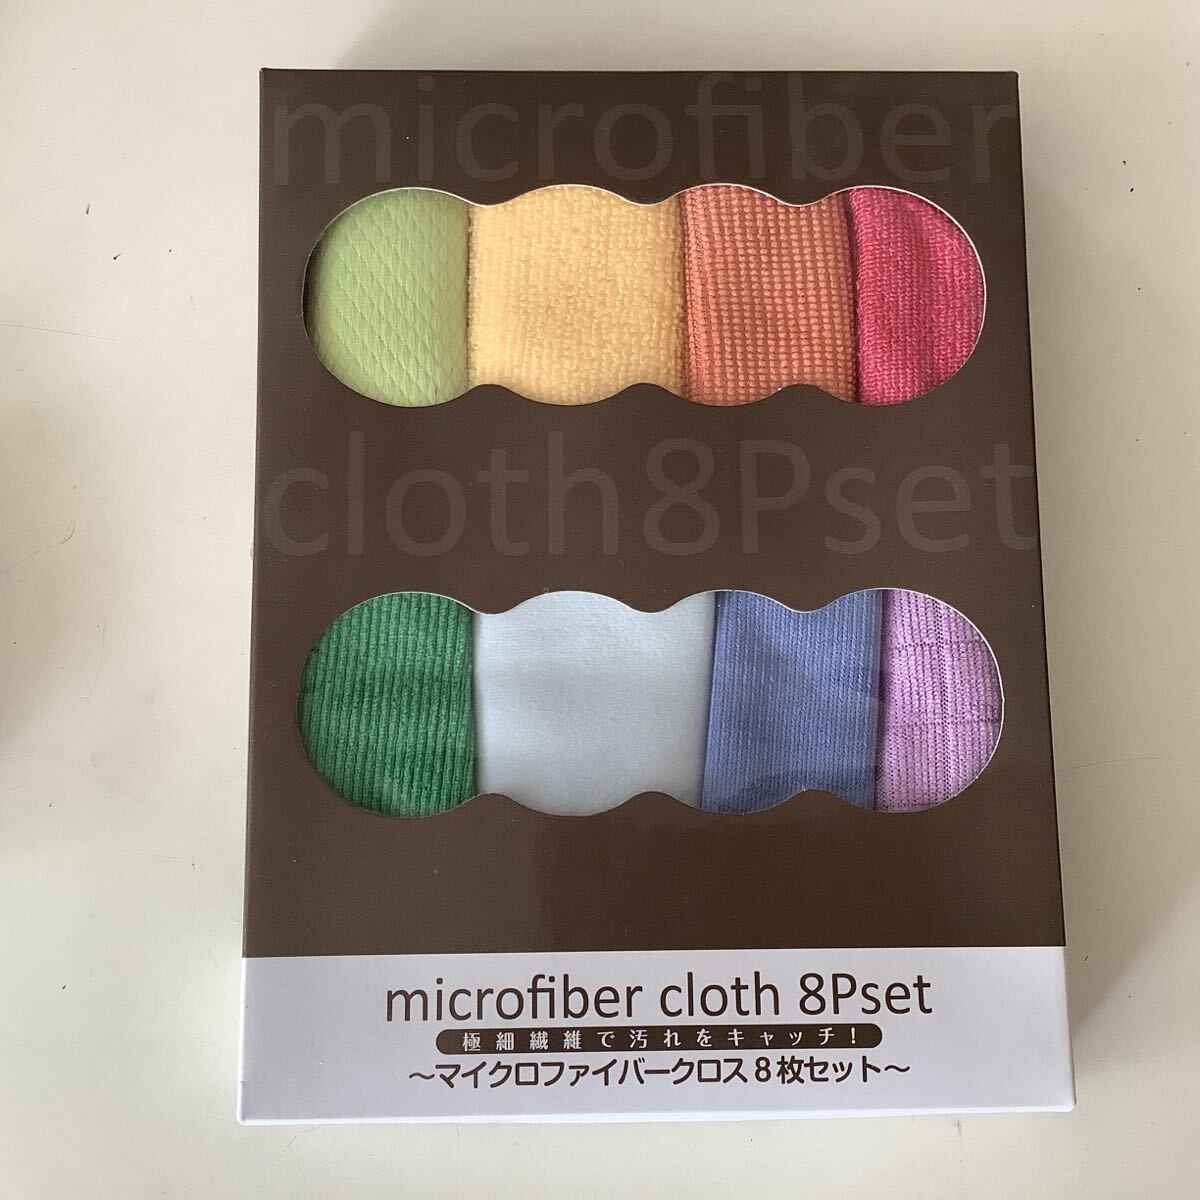 microfiber
cloth8Pset
microfiber cloth 8Pset
極細繊維で汚れをキャッチ!
～マイクロファイバークロス8枚セット～